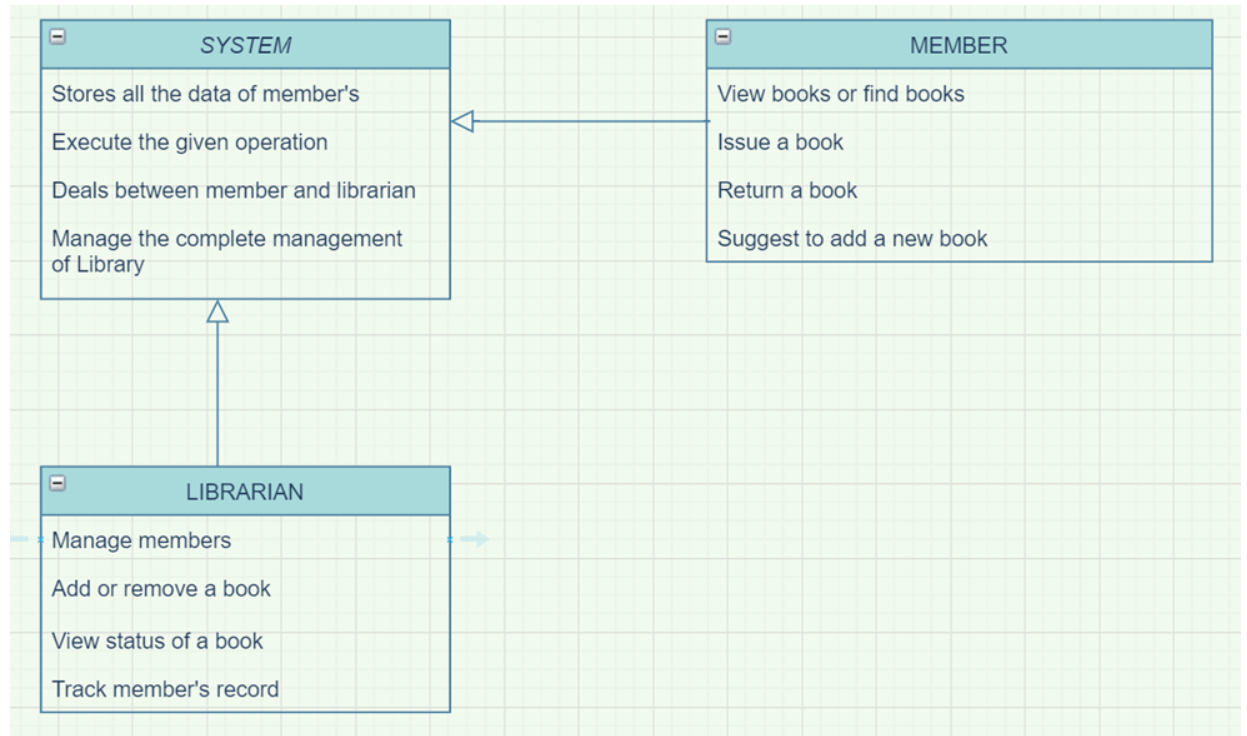 SYSTEM
Stores all the data of member's
Execute the given operation
Deals between member and librarian
Manage the complete management
of Library
MEMBER
View books or find books
Issue a book
Return a book
Suggest to add a new book
LIBRARIAN
Manage members
Add or remove a book
View status of a book
Track member's record